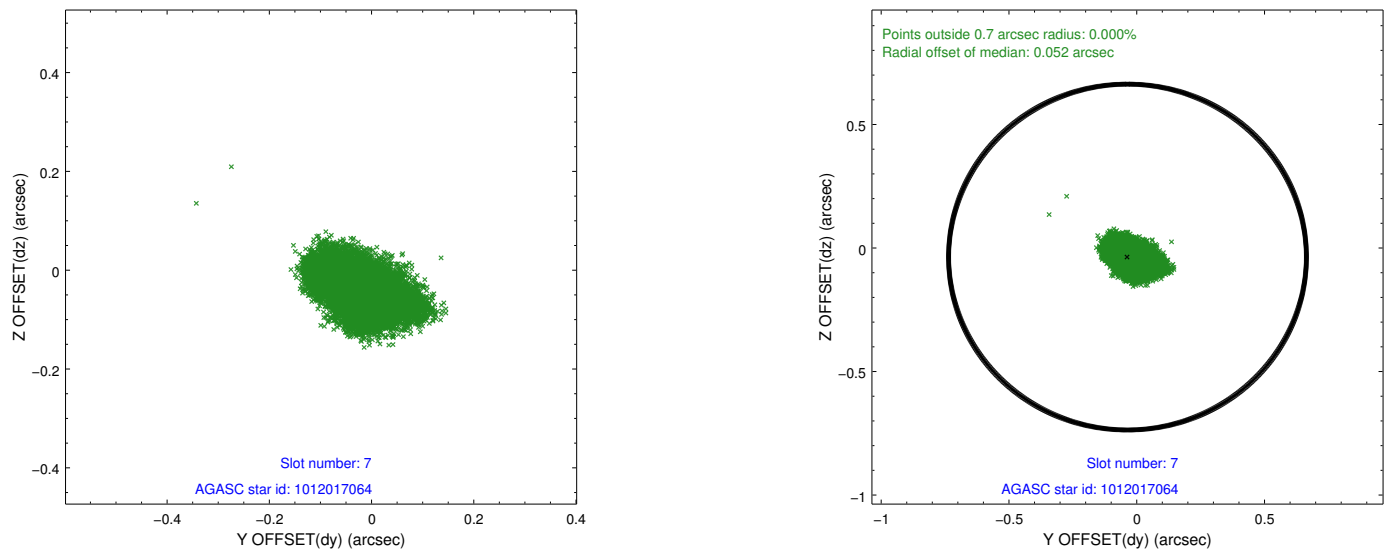 0.4
0.2
0
−0.2
−0.4
Z OFFSET(dz) (arcsec)
Slot number: 7
AGASC star id: 1012017064
−0.4
−0.2
0
0.2
0.4
Y OFFSET(dy) (arcsec)
Points outside 0.7 arcsec radius: 0.000%
Radial offset of median: 0.052 arcsec
0.5
0
−0.5
−1
Z OFFSET(dz) (arcsec)
Slot number: 7
AGASC star id: 1012017064
−1
−0.5
0
0.5
Y OFFSET(dy) (arcsec)